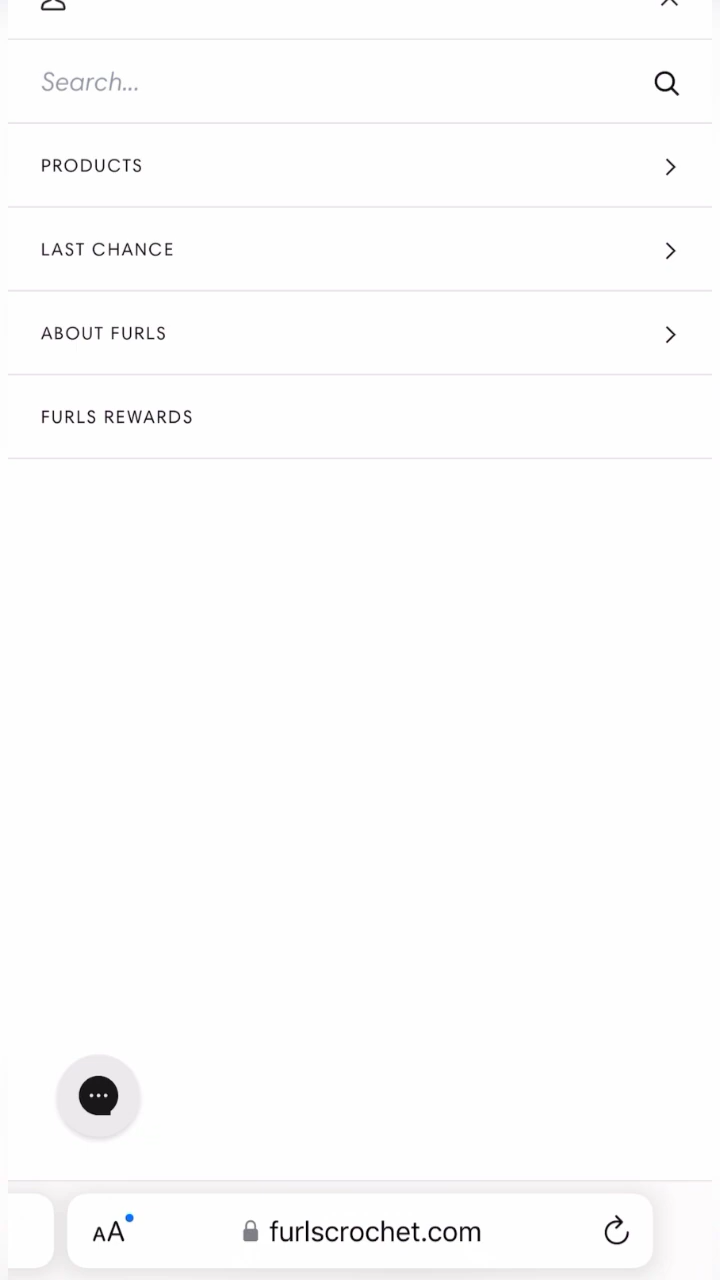 Search...
PRODUCTS
LAST CHANCE
ABOUT FURLS
FURLS REWARDS
AA furlscrochet.com